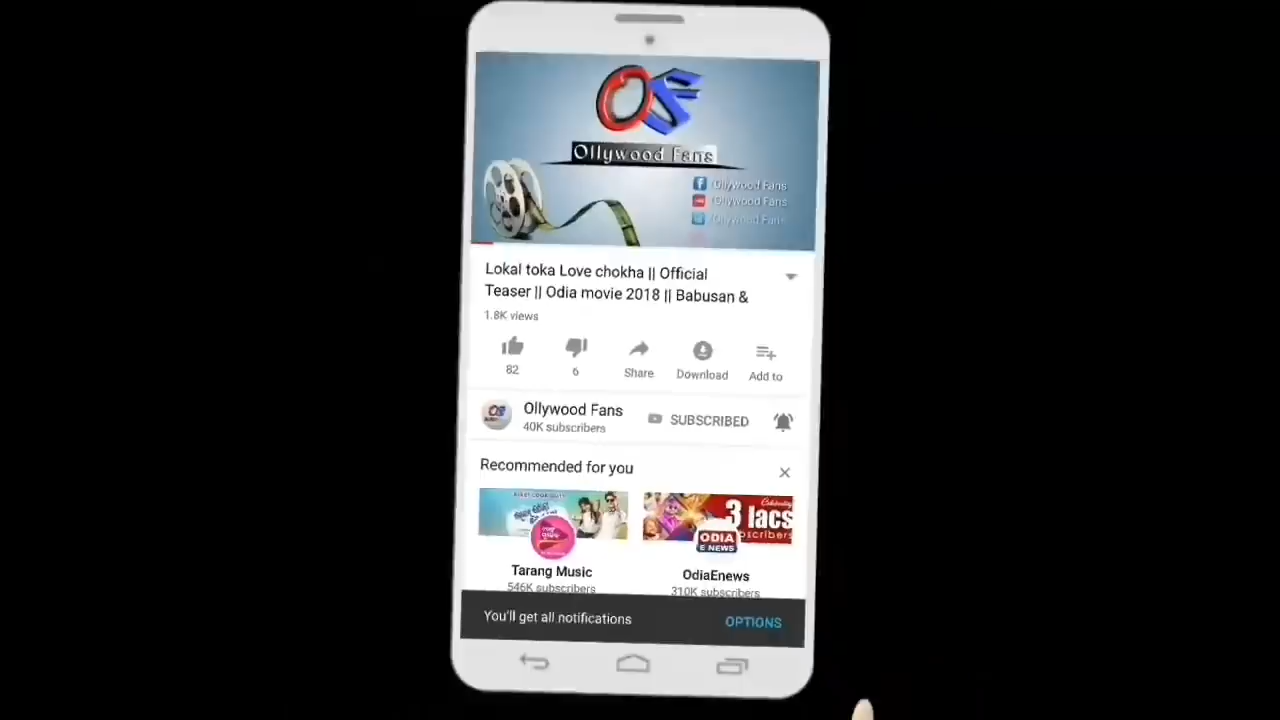 OF
Ollywood Fans
Ollywood Fans
Ollywood Fans
Ollywood Fans
Lokal toka Love chokha || Official
Teaser || Odia movie 2018 || Babusan &
1.8K views
82
6
Share
Download
Add to
Ollywood Fans
40K subscribers
SUBSCRIBED
Recommended for you
Celebrating
3 lacs
subscribers
ODIA
E NEWS
Tarang Music
OdiaEnews
546K subscribers
310K subscribers
You'll get all notifications
OPTIONS